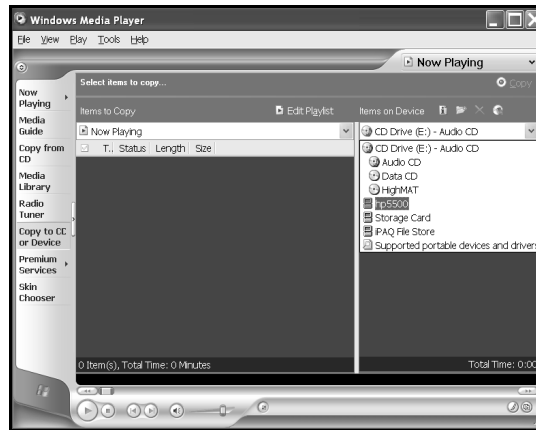 Windows Media Player
File View Play Tools Help
Now Playing
Now
Playing
Media
Guide
Copy from
CD
Media
Library
Radio
Tuner
Copy to CD
or Device
Premium
Services
Skin
Chooser
Select items to copy...
Copy
Items to Copy
Edit Playlist
Items on Device
Now Playing
CD Drive (E:) - Audio CD
T.. Status Length Size
CD Drive (E:) - Audio CD
Audio CD
Data CD
HighMAT
hp5500
Storage Card
iPAQ File Store
Supported portable devices and drivers
0 Item(s), Total Time: 0 Minutes
Total Time: 0:00